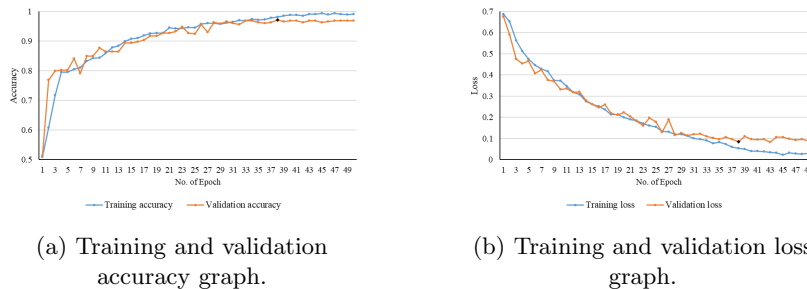 1
0.9
0.8
0.7
0.6
0.5
Accuracy
1 3 5 7 9 11 13 15 17 19 21 23 25 27 29 31 33 35 37 39 41 43 45 47 49
No. of Epoch
Training accuracy Validation accuracy
(a) Training and validation
accuracy graph.
0.7
0.6
0.5
0.4
0.3
0.2
0.1
0
Loss
1 3 5 7 9 11 13 15 17 19 21 23 25 27 29 31 33 35 37 39 41 43 45 47
No. of Epoch
Training loss Validation loss
(b) Training and validation loss
graph.